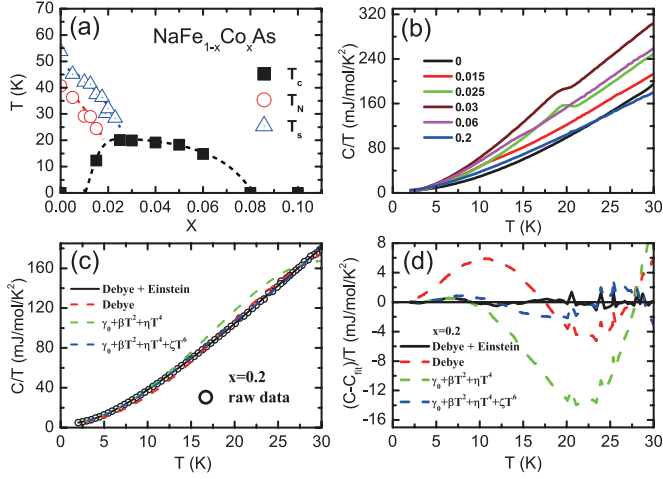 (a) NaFe1-xCoxAs
Tc
TN
Ts
T (K)
70
60
50
40
30
20
10
0
0.00 0.02 0.04 0.06 0.08 0.10
X
(b)
0
0.015
0.025
0.03
0.06
0.2
C/T (mJ/mol/K²)
320
240
160
80
0
5 10 15 20 25 30
T (K)
(c)
Debye + Einstein
Debye
γ₀+βT²+ηT⁴
γ₀+βT²+ηT⁴+ζT⁶
x=0.2
raw data
C/T (mJ/mol/K²)
160
120
80
40
0
0 5 10 15 20 25 30
T (K)
(d)
x=0.2
Debye + Einstein
Debye
γ₀+βT²+ηT⁴
γ₀+βT²+ηT⁴+ζT⁶
(C-Cfit)/T (mJ/mol/K²)
8
4
0
-4
-8
-12
-16
0 5 10 15 20 25 30
T (K)